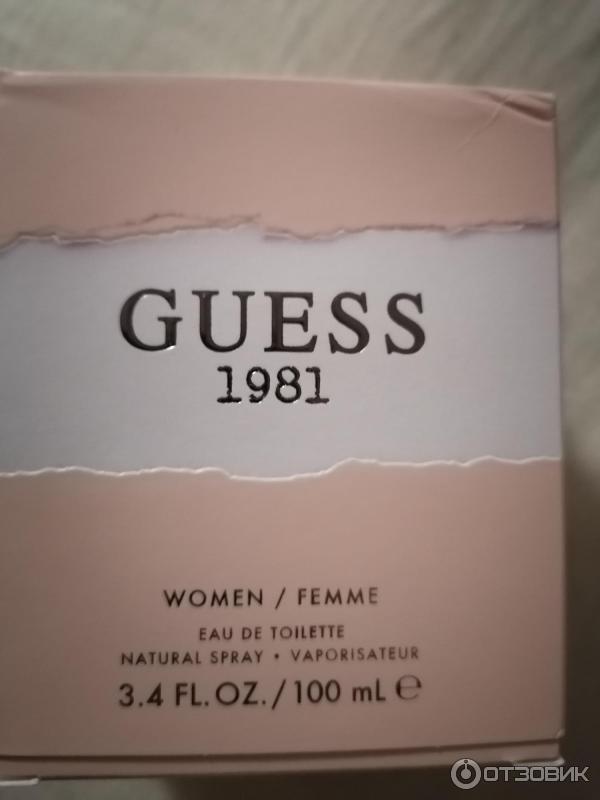 GUESS
1981
WOMEN / FEMME
EAU DE TOILETTE
NATURAL SPRAY • VAPORISATEUR
3.4 FL. OZ./100 mL ℮
ОТЗОВИК